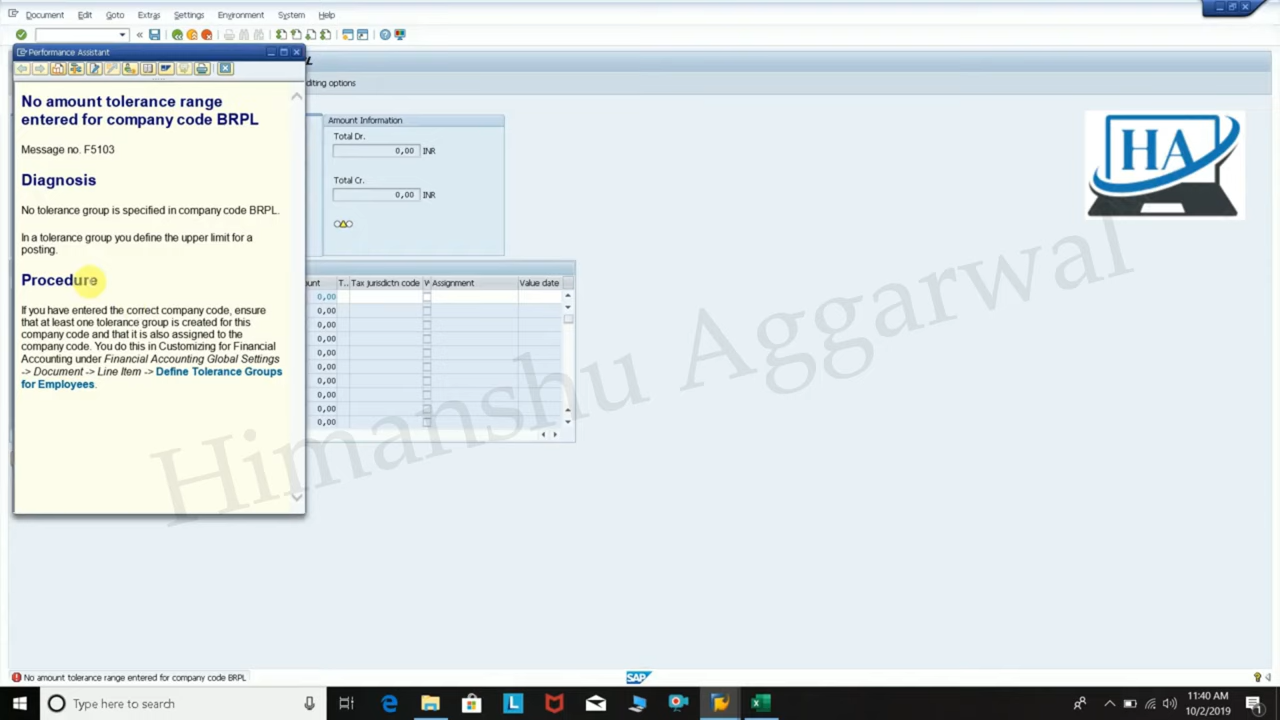 Document Edit Goto Extras Settings Environment System Help
Performance Assistant
diting options
No amount tolerance range
entered for company code BRPL
Message no. F5103
Diagnosis
No tolerance group is specified in company code BRPL.
In a tolerance group you define the upper limit for a
posting.
Procedure
If you have entered the correct company code, ensure
that at least one tolerance group is created for this
company code and that it is also assigned to the
company code. You do this in Customizing for Financial
Accounting under Financial Accounting Global Settings
-> Document -> Line Item -> Define Tolerance Groups
for Employees.
Amount Information
Total Dr.
0,00 INR
Total Cr.
0,00 INR
unt T.. Tax jurisdictn code W Assignment Value date
0,00
0,00
0,00
0,00
0,00
0,00
0,00
0,00
0,00
0,00
HA
Himanshu Aggarwal
No amount tolerance range entered for company code BRPL
SAP
Type here to search
11:40 AM
10/2/2019